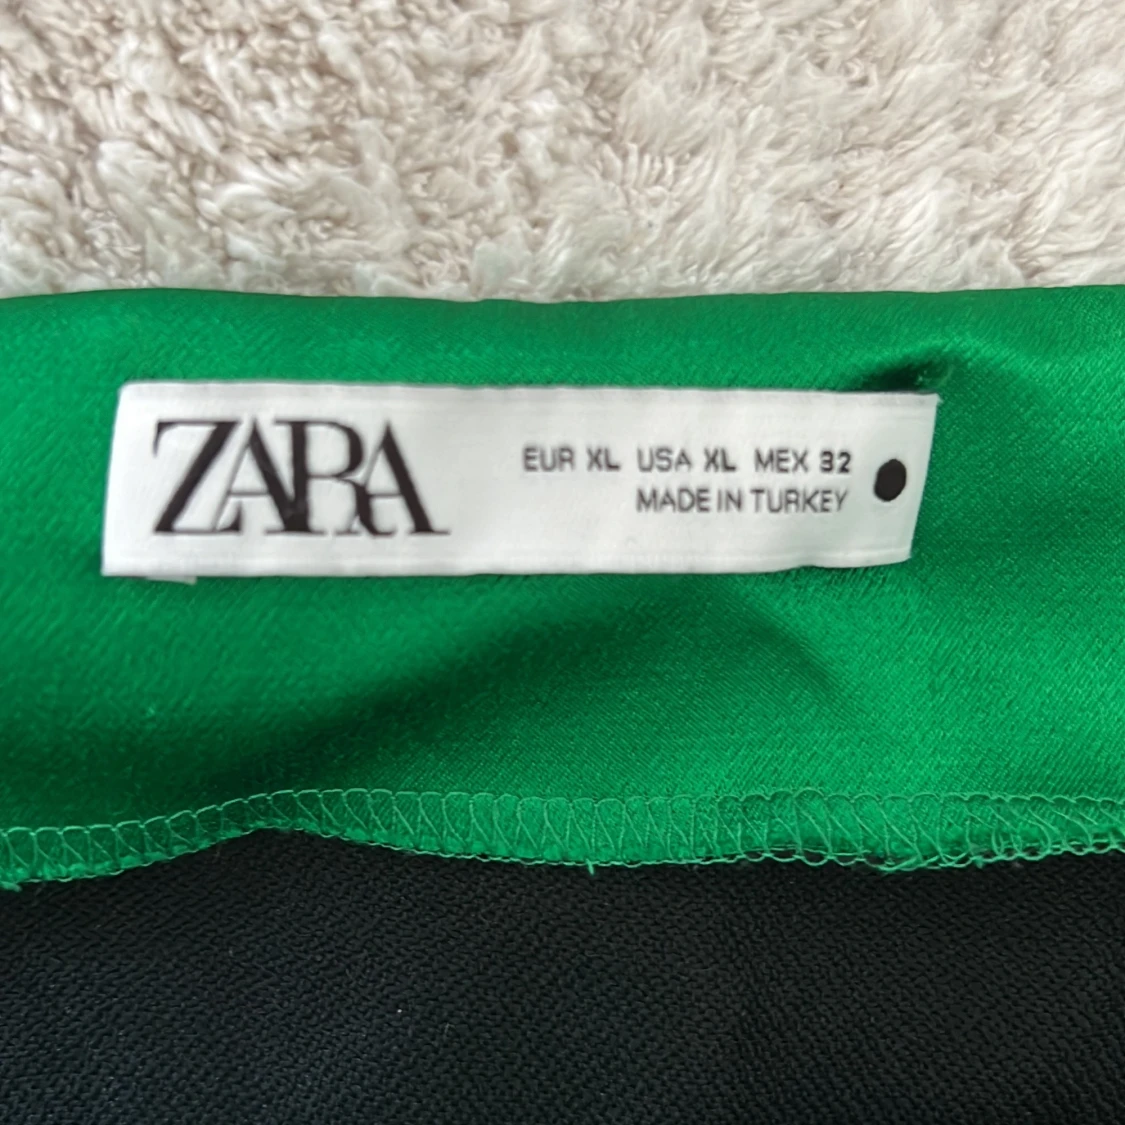 ZARA
EUR XL USA XL MEX 32
MADE IN TURKEY